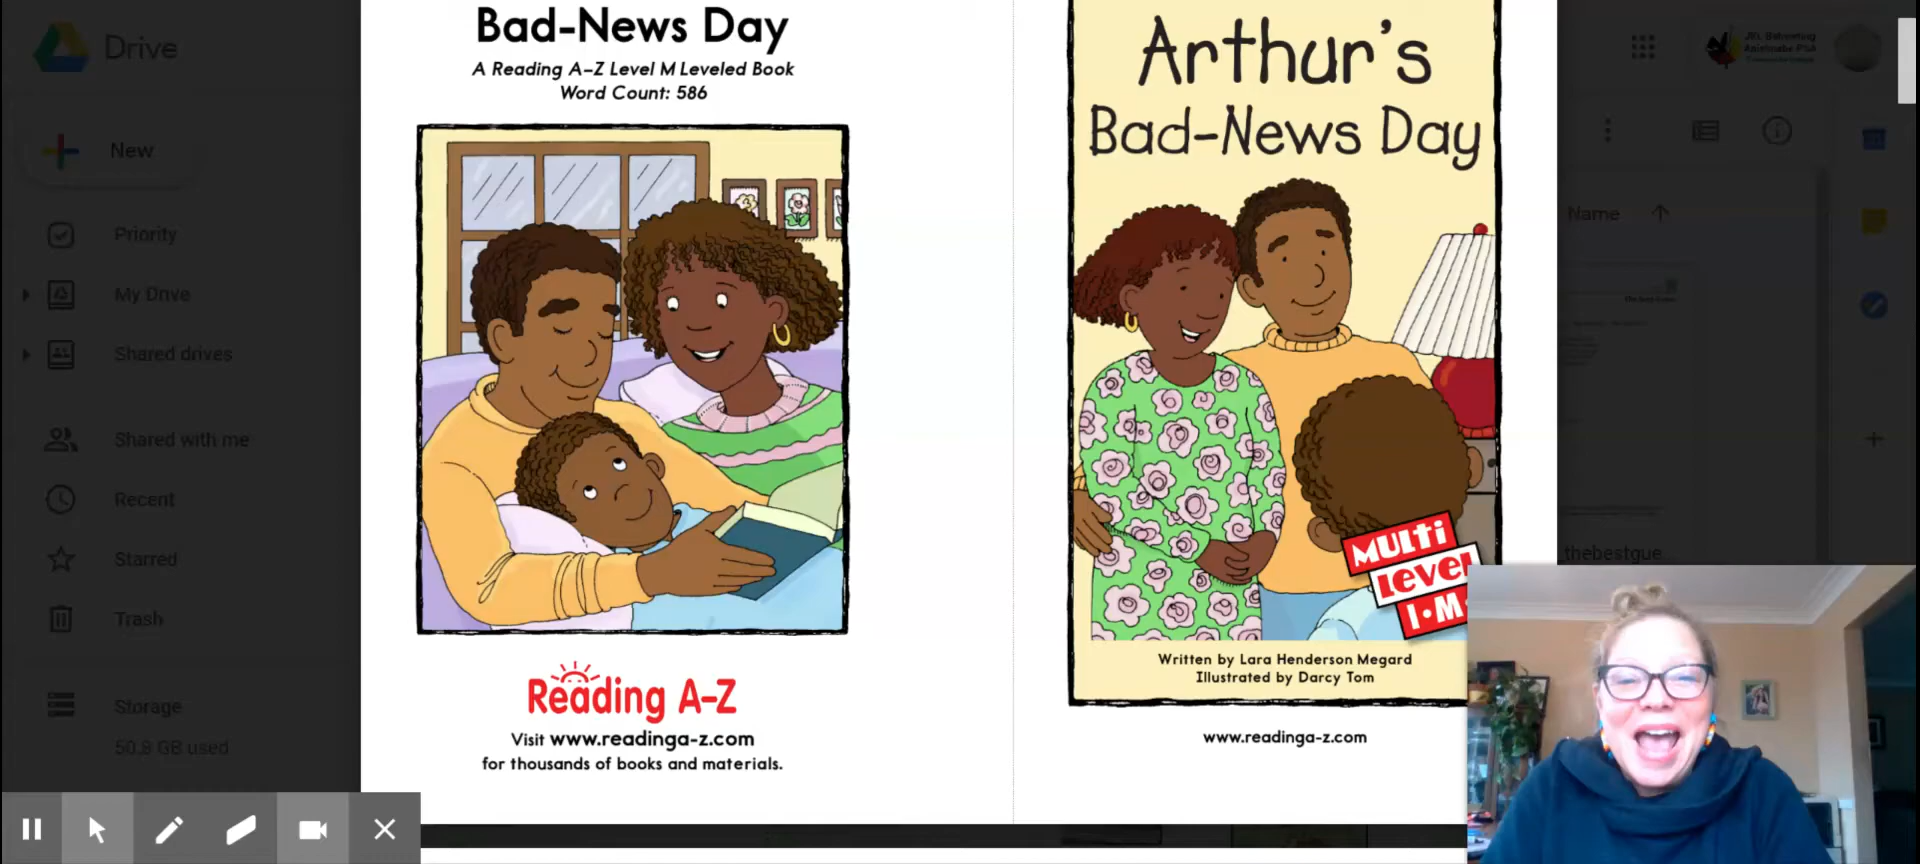 Drive
New
Priority
My Drive
Shared drives
Shared with me
Recent
Starred
Trash
Storage
50.8 GB used
Bad-News Day
A Reading A–Z Level M Leveled Book
Word Count: 586
Reading A–Z
Visit www.readinga-z.com
for thousands of books and materials.
Arthur's
Bad-News Day
MULTI
level
I•M
Written by Lara Henderson Megard
Illustrated by Darcy Tom
www.readinga-z.com
Name
thebestgue...